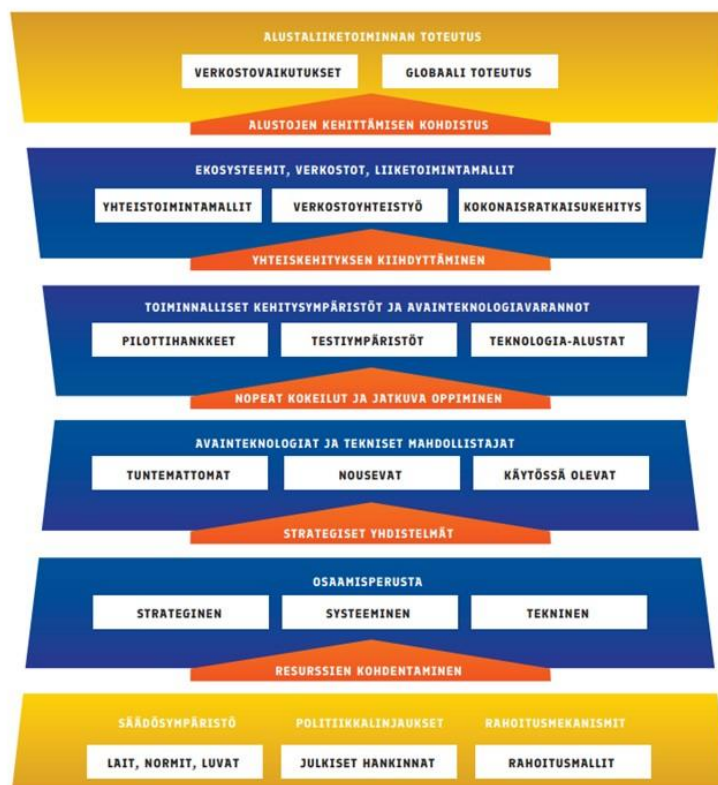 ALUSTALIIKETOIMINNAN TOTEUTUS
VERKOSTOVAIKUTUKSET
GLOBAALI TOTEUTUS
ALUSTOJEN KEHITTÄMISEN KOHDISTUS
EKOSYSTEEMIT, VERKOSTOT, LIIKETOIMINTAMALLIT
YHTEISTOIMINTAMALLIT
VERKOSTOYHTEISTYÖ
KOKONAISRATKAISUKEHITYS
YHTEISKEHITYKSEN KIIHDYTTÄMINEN
TOIMINNALLISET KEHITYSYMPÄRISTÖT JA AVAINTEKNOLOGIAVARANNOT
PILOTTIHANKKEET
TESTIYMPÄRISTÖT
TEKNOLOGIA-ALUSTAT
NOPEAT KOKEILUT JA JATKUVA OPPIMINEN
AVAINTEKNOLOGIAT JA TEKNISET MAHDOLLISTAJAT
TUNTEMATTOMAT
NOUSEVAT
KÄYTÖSSÄ OLEVAT
STRATEGISET YHDISTELMÄT
OSAAMISPERUSTA
STRATEGINEN
SYSTEEMINEN
TEKNINEN
RESURSSIEN KOHDENTAMINEN
SÄÄDÖSYMPÄRISTÖ
POLITIIKKALINJAUKSET
RAHOITUSMEKANISMIT
LAIT, NORMIT, LUVAT
JULKISET HANKINNAT
RAHOITUSMALLIT